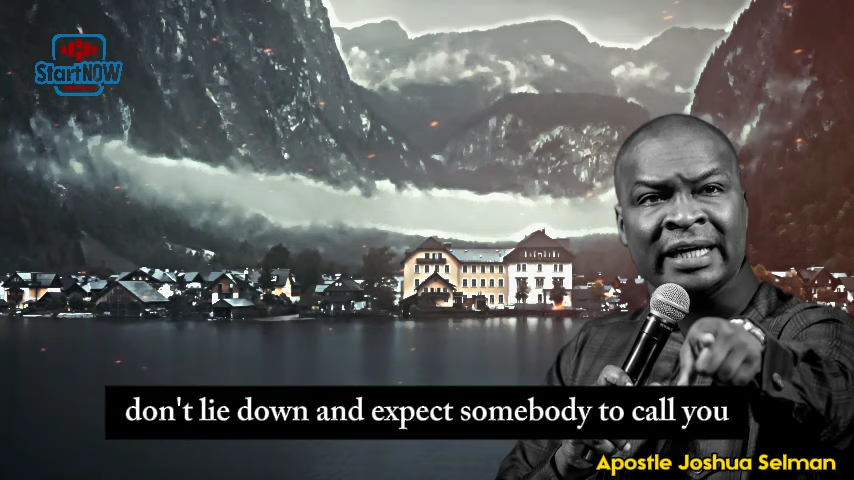 StartNOW
don't lie down and expect somebody to call you
Apostle Joshua Selman